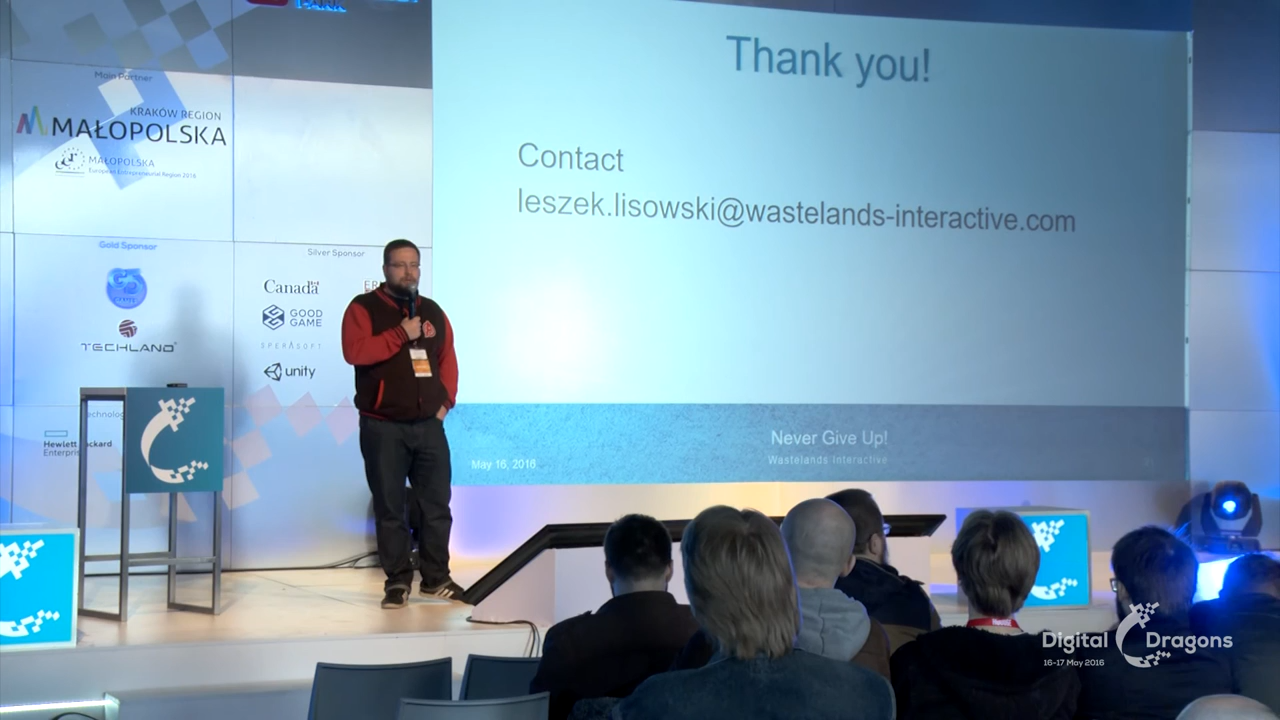 PARK
Main Partner
KRAKÓW REGION
MAŁOPOLSKA
MAŁOPOLSKA
European Entrepreneurial Region 2016
Gold Sponsor
Silver Sponsor
Canada
GOOD
GAME
TECHLAND
SPERASOFT
unity
Hewlett Packard
Enterprise
Thank you!
Contact
leszek.lisowski@wastelands-interactive.com
May 16, 2016
Never Give Up!
Wastelands Interactive
Digital Dragons
16-17 May 2016